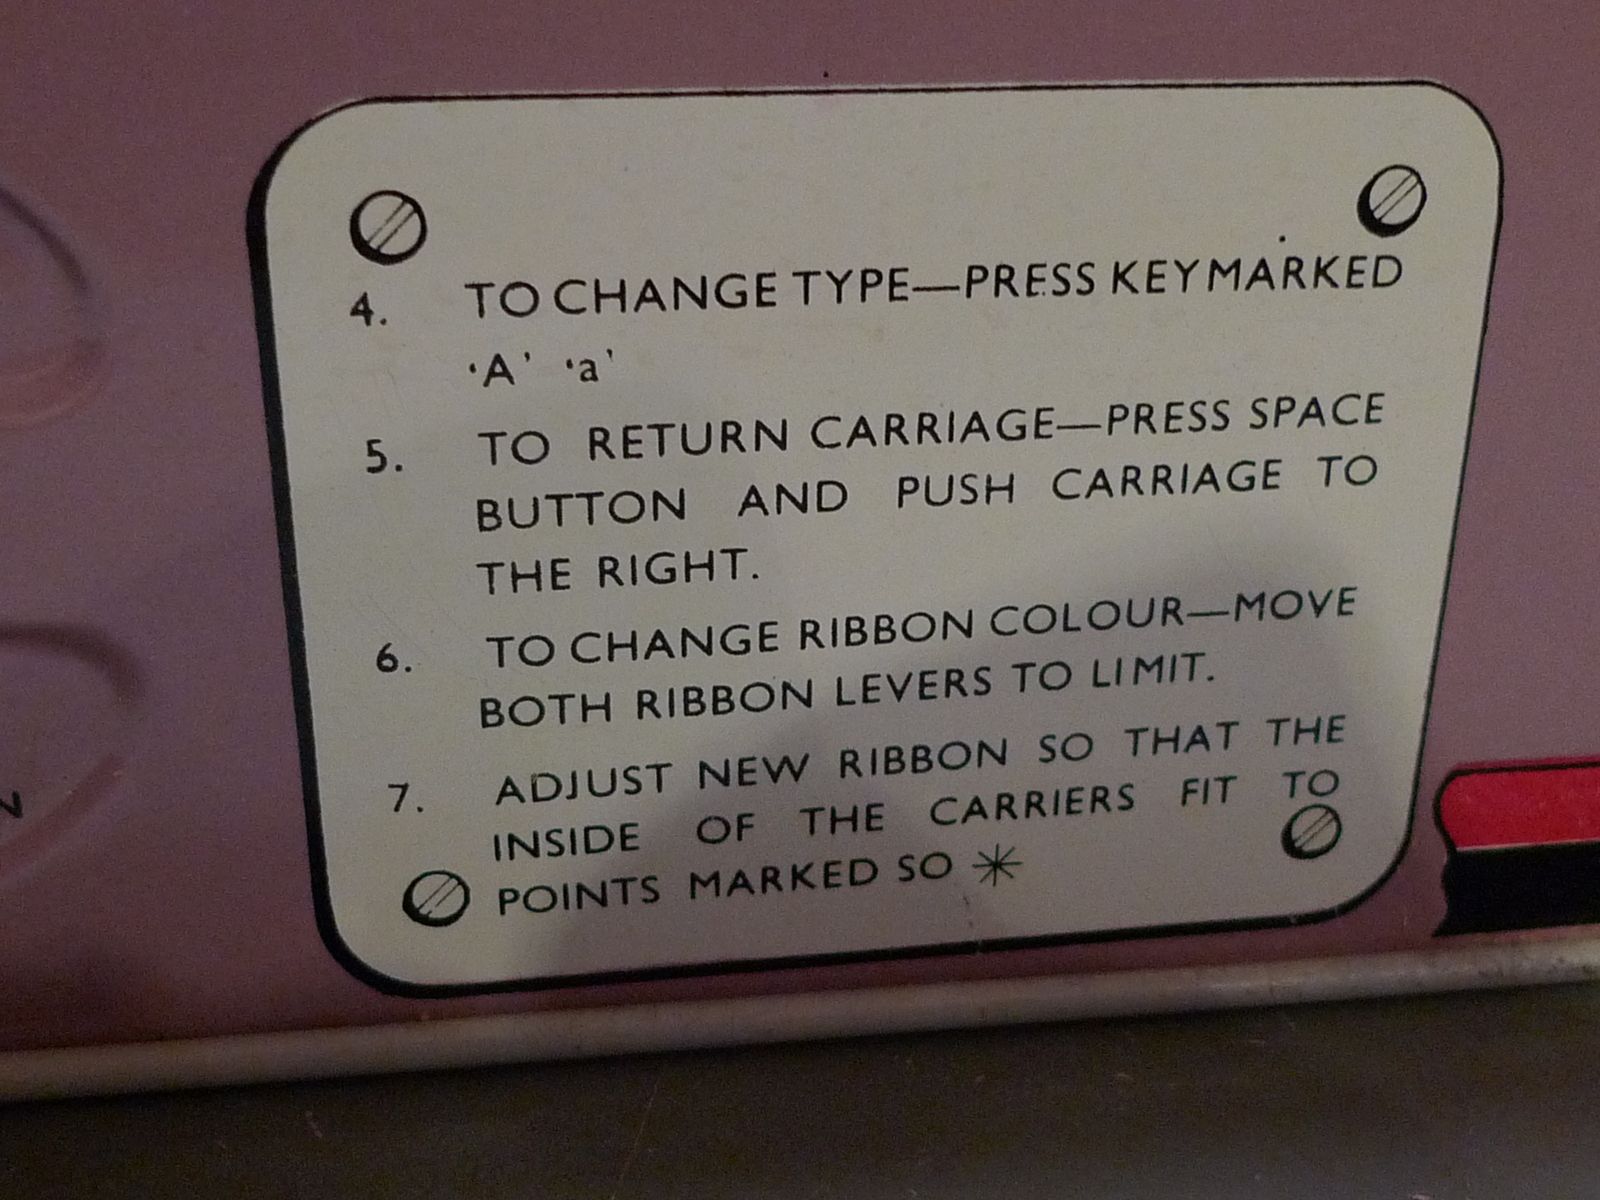 4. TO CHANGE TYPE—PRESS KEY MARKED
'A' 'a'
5. TO RETURN CARRIAGE—PRESS SPACE
BUTTON AND PUSH CARRIAGE TO
THE RIGHT.
6. TO CHANGE RIBBON COLOUR—MOVE
BOTH RIBBON LEVERS TO LIMIT.
7. ADJUST NEW RIBBON SO THAT THE
INSIDE OF THE CARRIERS FIT TO
POINTS MARKED SO *